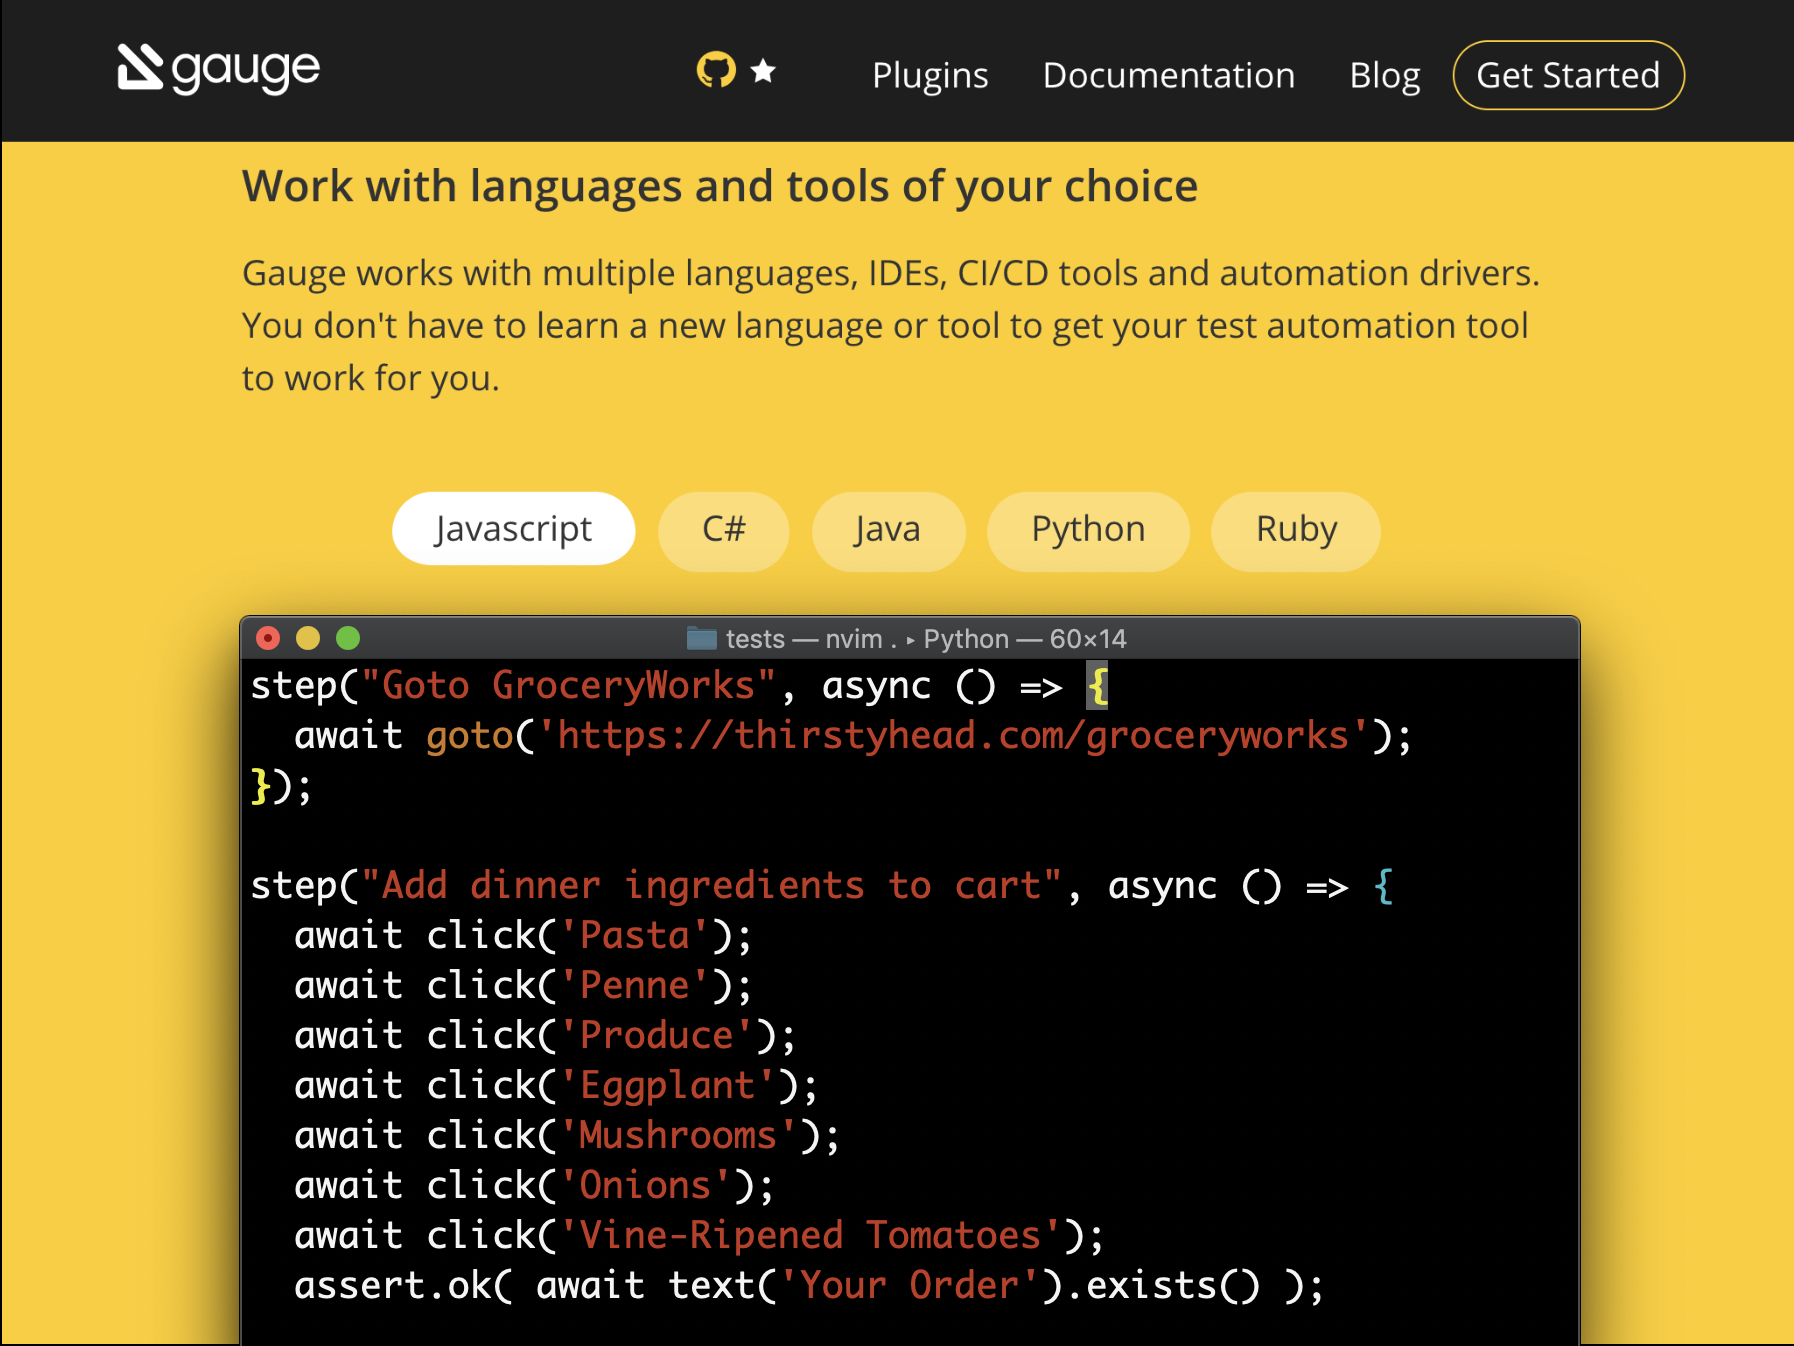 gauge
Plugins Documentation Blog Get Started
Work with languages and tools of your choice
Gauge works with multiple languages, IDEs, CI/CD tools and automation drivers.
You don't have to learn a new language or tool to get your test automation tool
to work for you.
Javascript C# Java Python Ruby
tests — nvim . ▸ Python — 60×14
step("Goto GroceryWorks", async () => {
  await goto('https://thirstyhead.com/groceryworks');
});
step("Add dinner ingredients to cart", async () => {
  await click('Pasta');
  await click('Penne');
  await click('Produce');
  await click('Eggplant');
  await click('Mushrooms');
  await click('Onions');
  await click('Vine-Ripened Tomatoes');
  assert.ok( await text('Your Order').exists() );